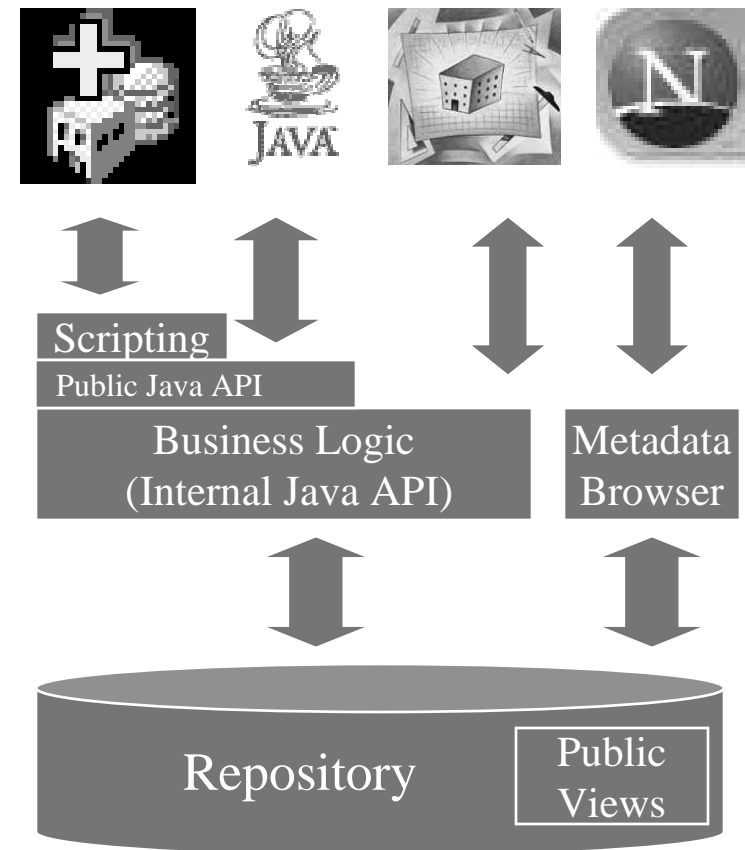 JAVA
N
Scripting
Public Java API
Business Logic
(Internal Java API)
Metadata
Browser
Repository
Public
Views